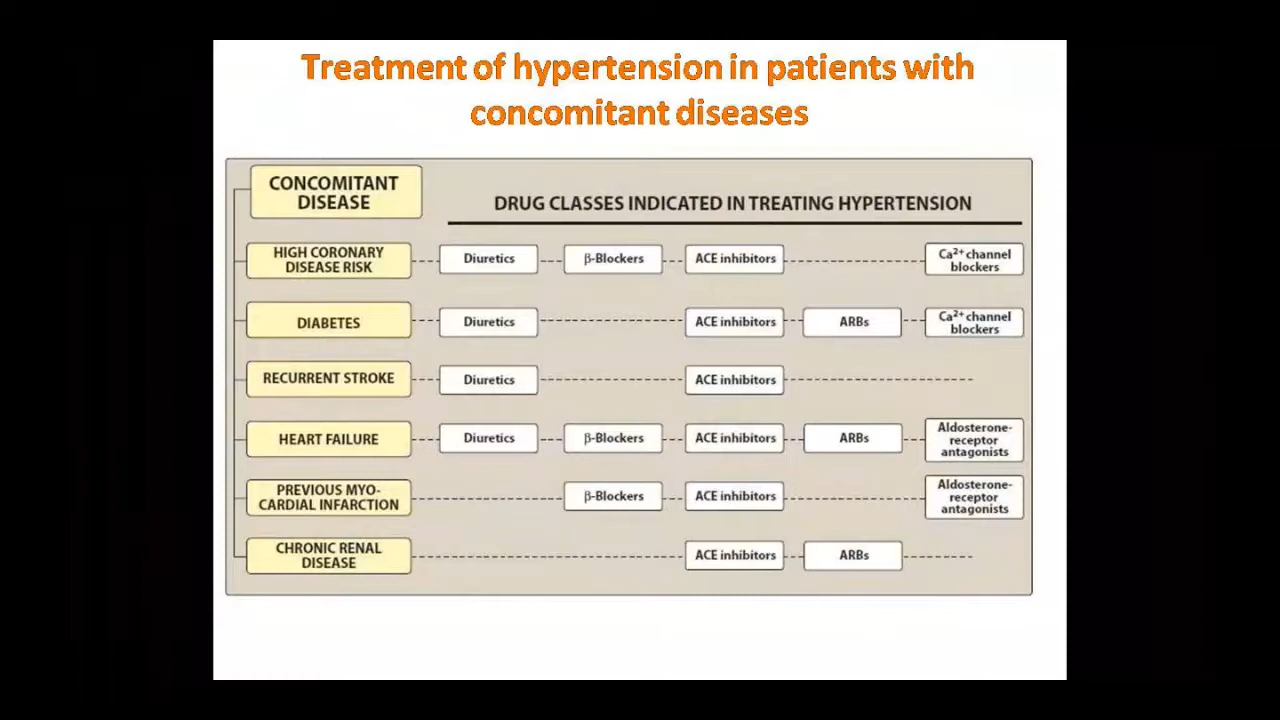 Treatment of hypertension in patients with
concomitant diseases
CONCOMITANT
DISEASE
DRUG CLASSES INDICATED IN TREATING HYPERTENSION
HIGH CORONARY
DISEASE RISK
Diuretics
β-Blockers
ACE inhibitors
Ca²⁺ channel
blockers
DIABETES
Diuretics
ACE inhibitors
ARBs
Ca²⁺ channel
blockers
RECURRENT STROKE
Diuretics
ACE inhibitors
HEART FAILURE
Diuretics
β-Blockers
ACE inhibitors
ARBs
Aldosterone-
receptor
antagonists
PREVIOUS MYO-
CARDIAL INFARCTION
β-Blockers
ACE inhibitors
Aldosterone-
receptor
antagonists
CHRONIC RENAL
DISEASE
ACE inhibitors
ARBs